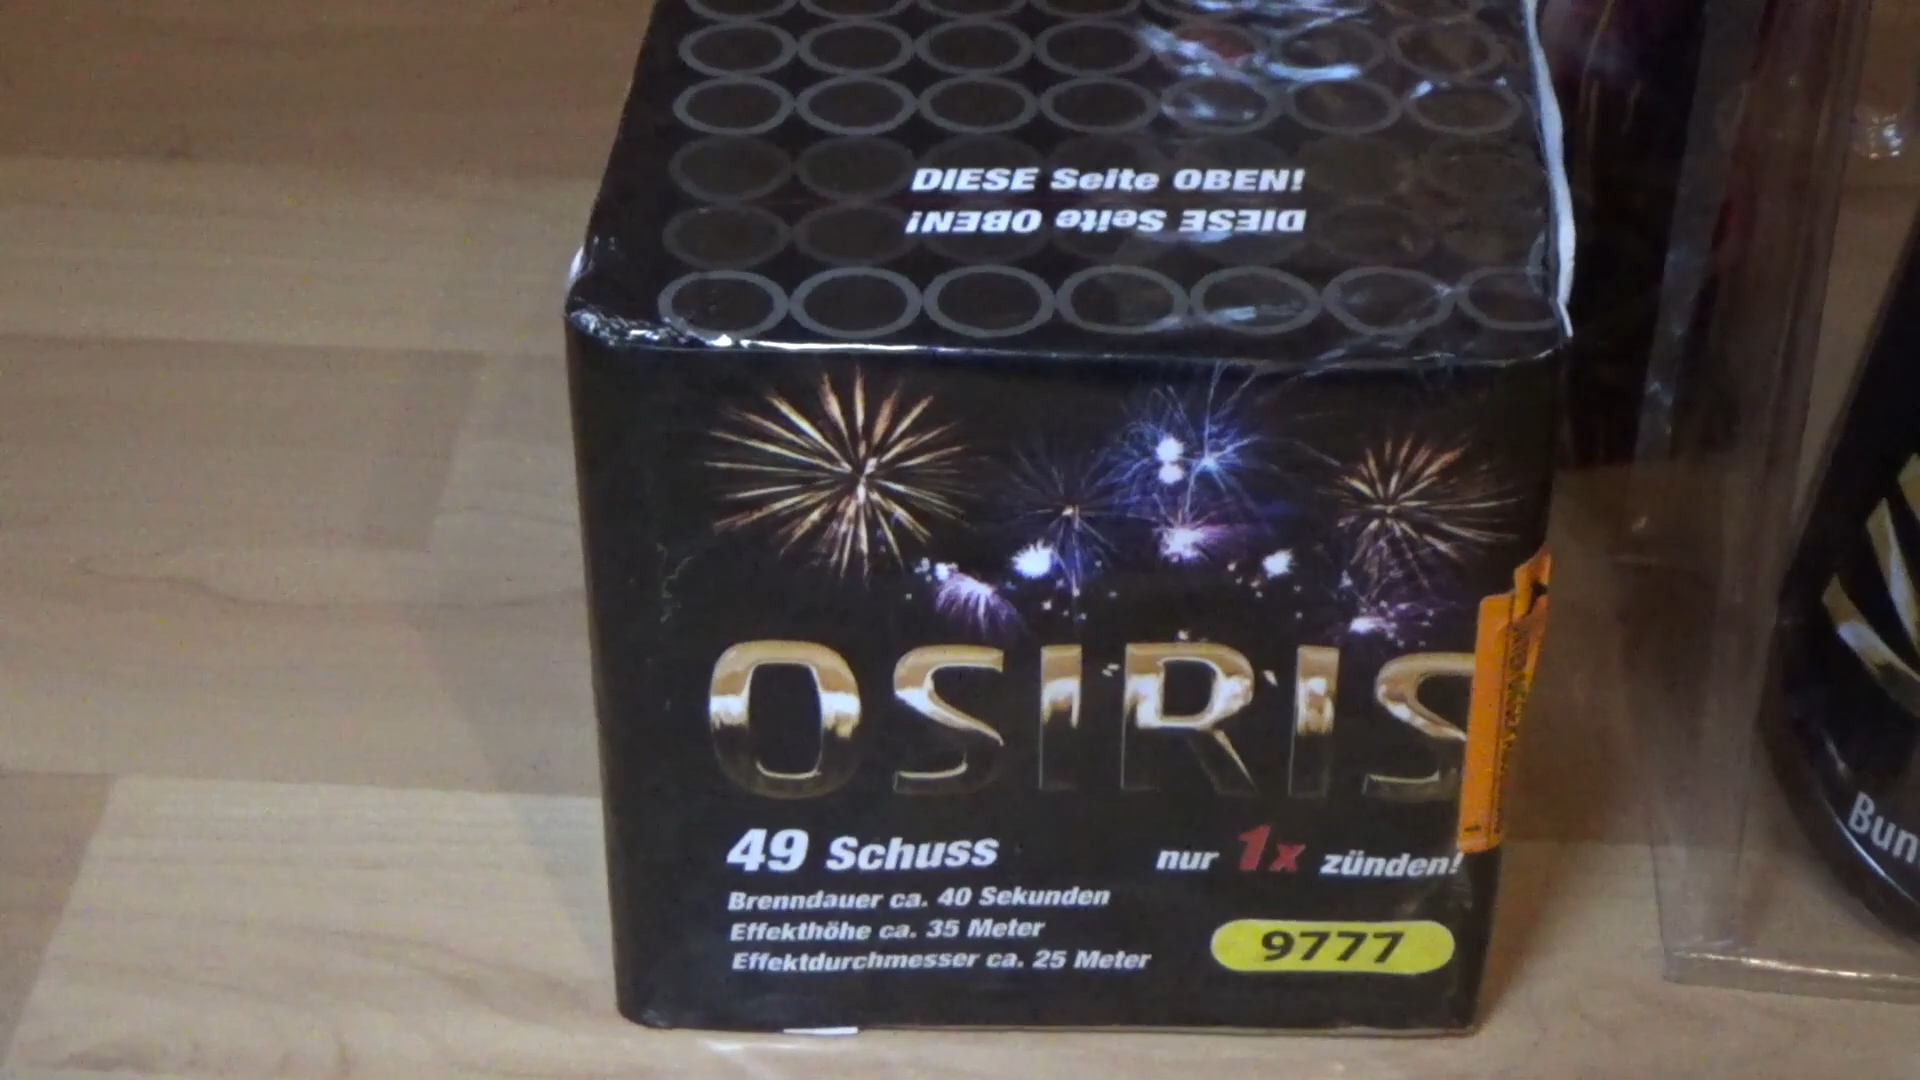 DIESE Seite OBEN!
DIESE Seite OBEN!
OSIRIS
49 Schuss
nur 1x zünden!
Brenndauer ca. 40 Sekunden
Effekthöhe ca. 35 Meter
Effektdurchmesser ca. 25 Meter
9777
Bun